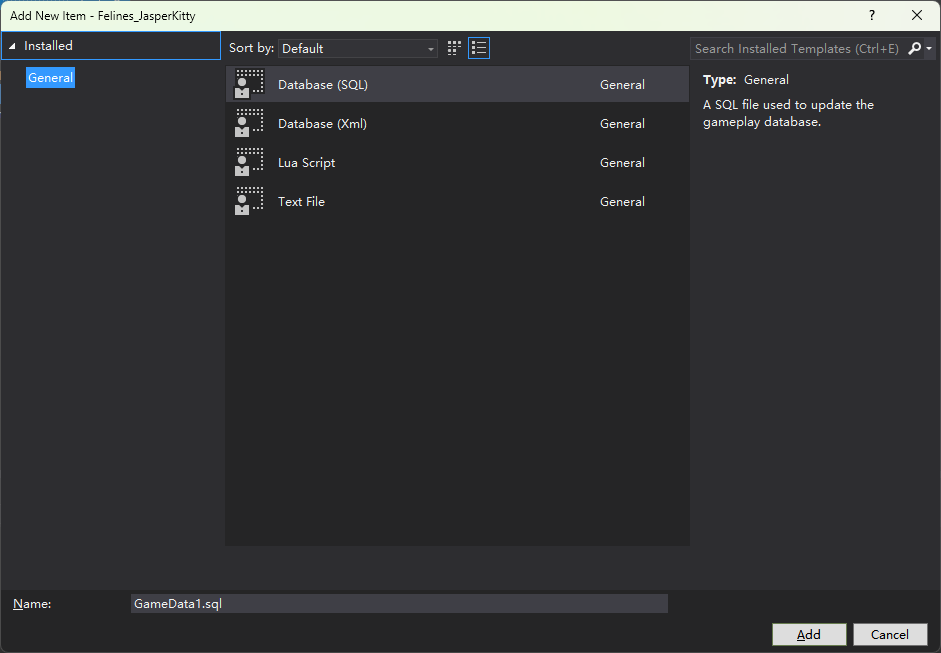 Add New Item - Felines_JasperKitty
?
Installed
General
Sort by: Default
Search Installed Templates (Ctrl+E)
Database (SQL) General
Database (Xml) General
Lua Script General
Text File General
Type: General
A SQL file used to update the
gameplay database.
Name: GameData1.sql
Add Cancel